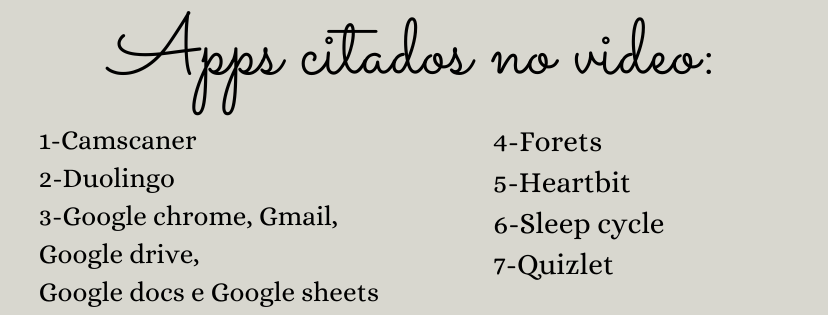 Apps citados no video:
1-Camscaner
2-Duolingo
3-Google chrome, Gmail,
Google drive,
Google docs e Google sheets
4-Forets
5-Heartbit
6-Sleep cycle
7-Quizlet